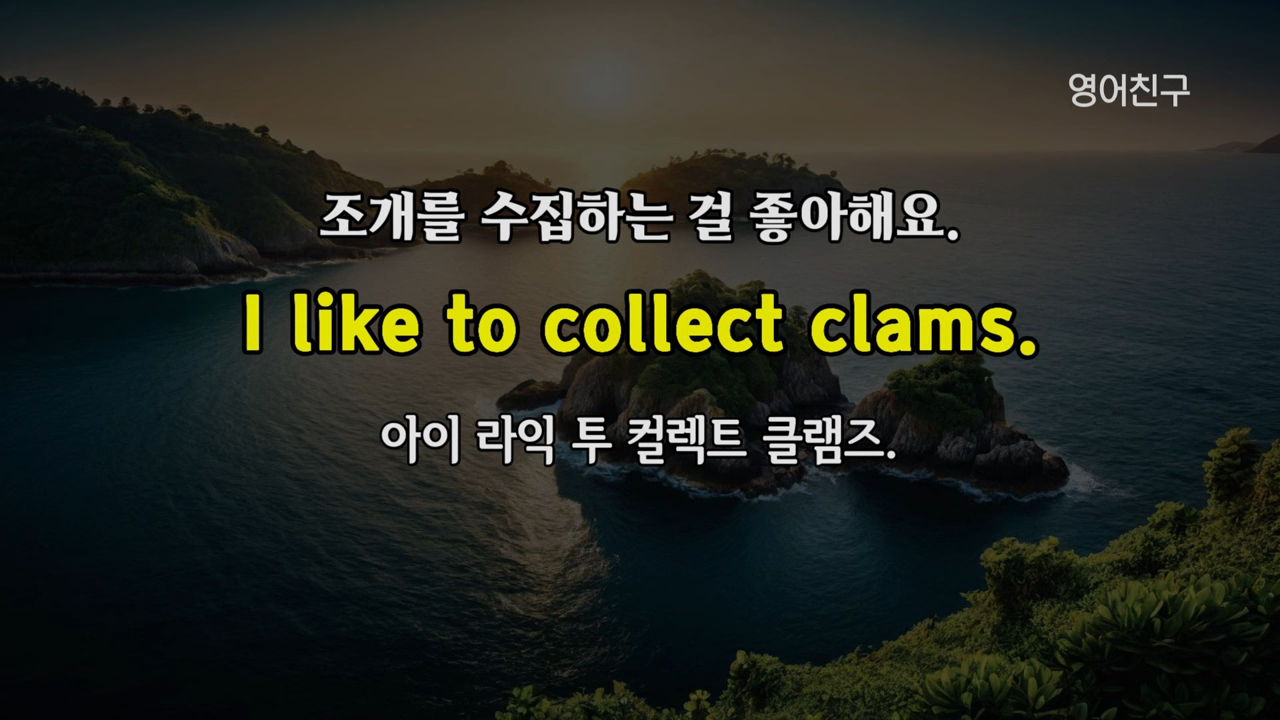 영어친구
조개를 수집하는 걸 좋아해요.
I like to collect clams.
아이 라익 투 컬렉트 클램즈.